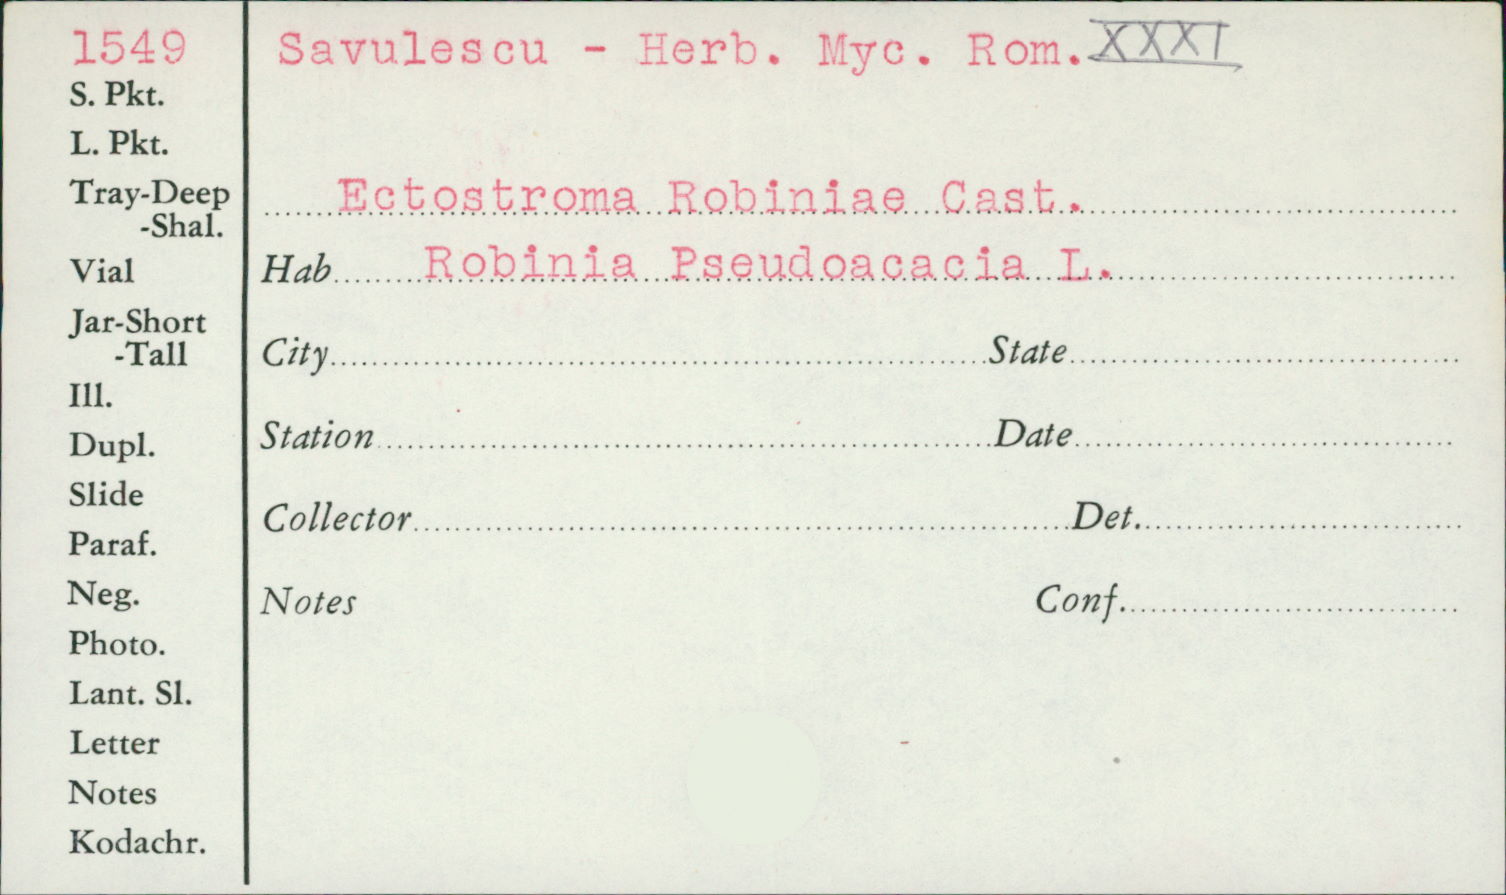 1549
Savulescu - Herb. Myc. Rom. XXXI
S. Pkt.
L. Pkt.
Tray-Deep
-Shal.
Vial
Jar-Short
-Tall
Ill.
Dupl.
Slide
Paraf.
Neg.
Photo.
Lant. Sl.
Letter
Notes
Kodachr.
Ectostroma Robiniae Cast.
Hab Robinia Pseudoacacia L.
City State
Station Date
Collector Det.
Notes Conf.